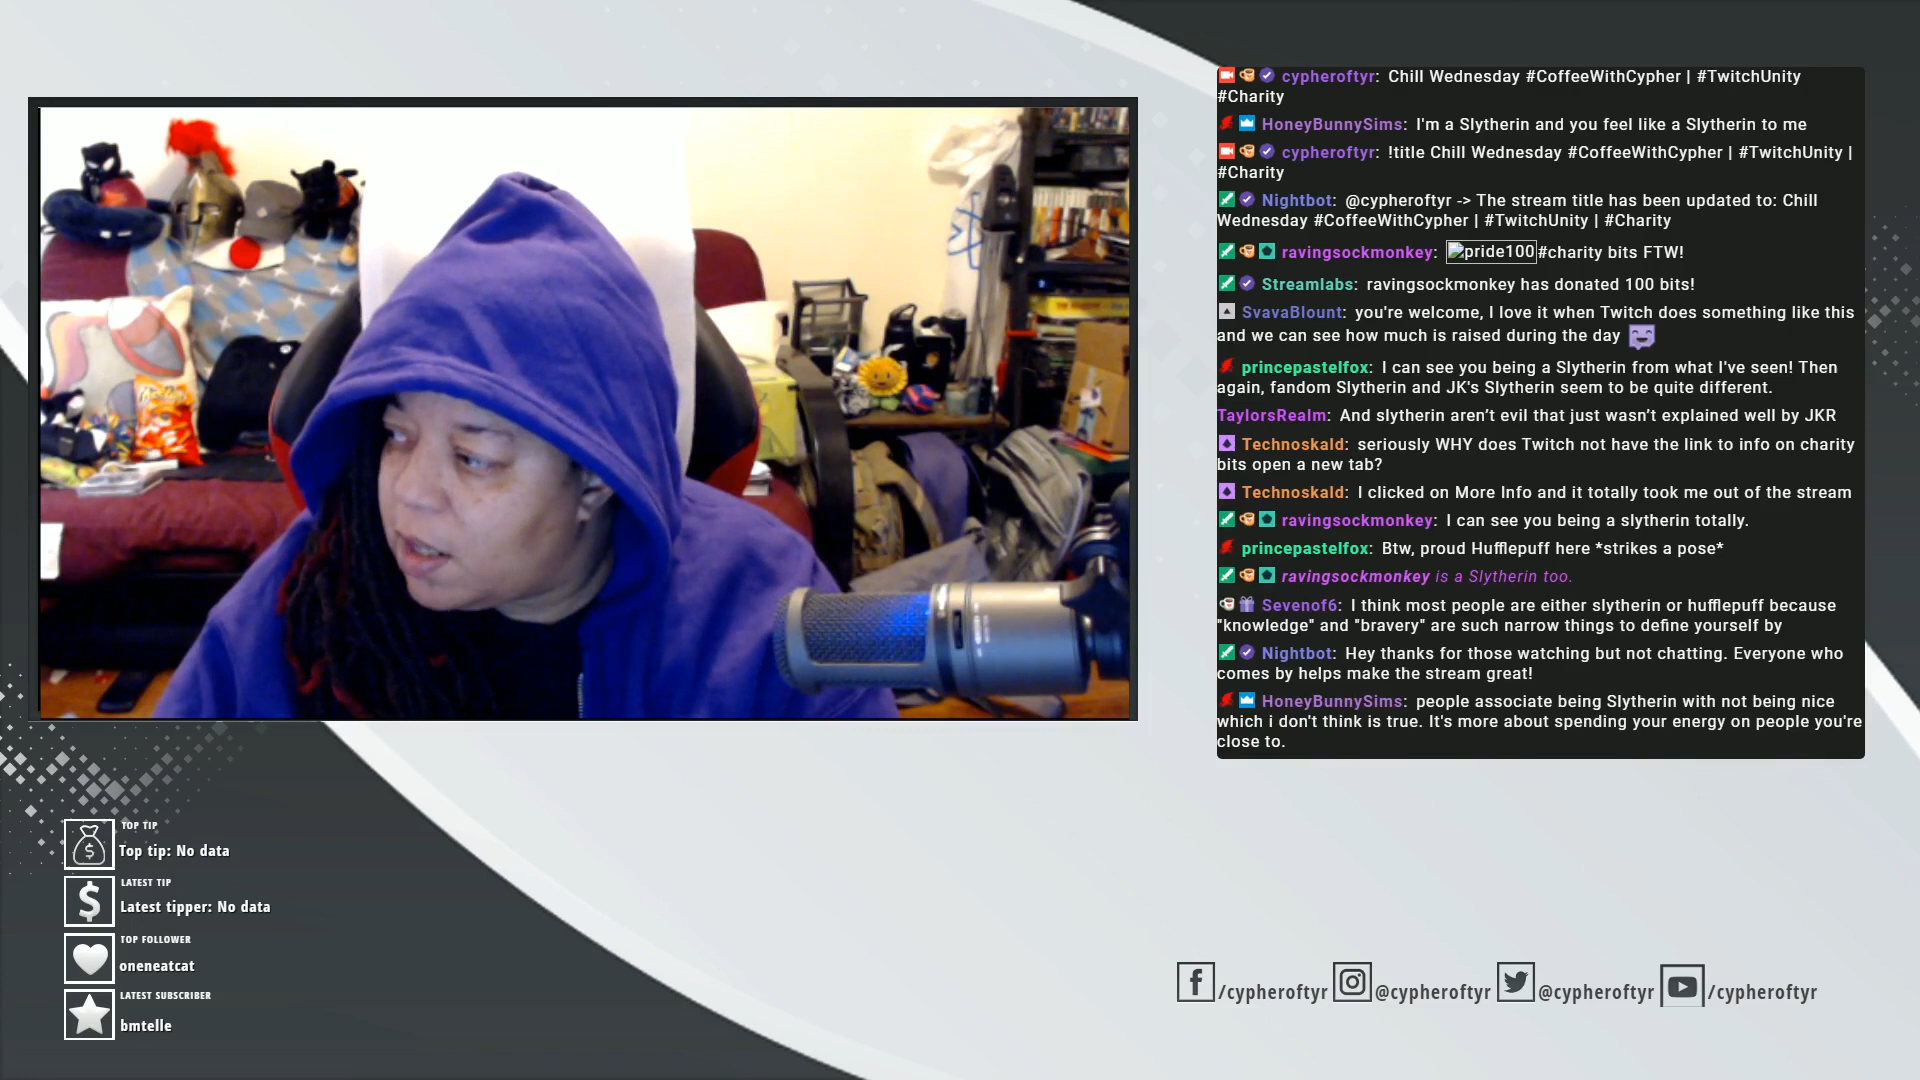 cypheroftyr: Chill Wednesday #CoffeeWithCypher | #TwitchUnity
#Charity
HoneyBunnySims: I'm a Slytherin and you feel like a Slytherin to me
cypheroftyr: !title Chill Wednesday #CoffeeWithCypher | #TwitchUnity |
#Charity
Nightbot: @cypheroftyr -> The stream title has been updated to: Chill
Wednesday #CoffeeWithCypher | #TwitchUnity | #Charity
ravingsockmonkey: pride100#charity bits FTW!
Streamlabs: ravingsockmonkey has donated 100 bits!
SvavaBlount: you're welcome, I love it when Twitch does something like this
and we can see how much is raised during the day
princepastelfox: I can see you being a Slytherin from what I've seen! Then
again, fandom Slytherin and JK's Slytherin seem to be quite different.
TaylorsRealm: And slytherin aren’t evil that just wasn’t explained well by JKR
Technoskald: seriously WHY does Twitch not have the link to info on charity
bits open a new tab?
Technoskald: I clicked on More Info and it totally took me out of the stream
ravingsockmonkey: I can see you being a slytherin totally.
princepastelfox: Btw, proud Hufflepuff here *strikes a pose*
ravingsockmonkey is a Slytherin too.
Sevenof6: I think most people are either slytherin or hufflepuff because
"knowledge" and "bravery" are such narrow things to define yourself by
Nightbot: Hey thanks for those watching but not chatting. Everyone who
comes by helps make the stream great!
HoneyBunnySims: people associate being Slytherin with not being nice
which i don't think is true. It's more about spending your energy on people you're
close to.
TOP TIP
Top tip: No data
LATEST TIP
Latest tipper: No data
TOP FOLLOWER
oneneatcat
LATEST SUBSCRIBER
bmtelle
/cypheroftyr @cypheroftyr @cypheroftyr /cypheroftyr